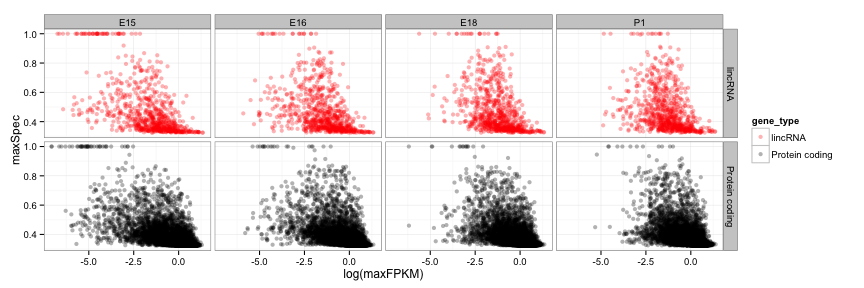 E15 E16 E18 P1
1.0
0.8
0.6
0.4
lincRNA
1.0
0.8
0.6
0.4
Protein coding
maxSpec
-5.0 -2.5 0.0 -5.0 -2.5 0.0 -5.0 -2.5 0.0 -5.0 -2.5 0.0
log(maxFPKM)
gene_type
lincRNA
Protein coding